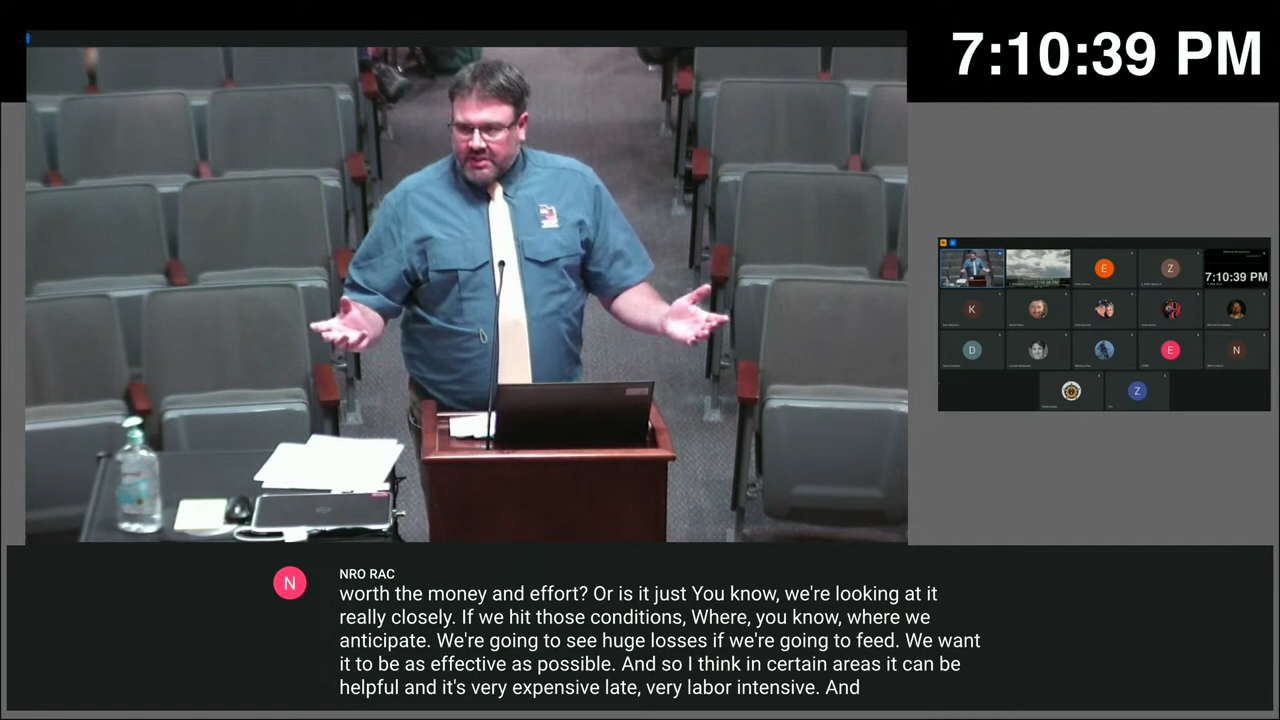 7:10:39 PM
7:10:39 PM
E
Z
K
D
E
N
Z
N
NRO RAC
worth the money and effort? Or is it just You know, we're looking at it
really closely. If we hit those conditions, Where, you know, where we
anticipate. We're going to see huge losses if we're going to feed. We want
it to be as effective as possible. And so I think in certain areas it can be
helpful and it's very expensive late, very labor intensive. And